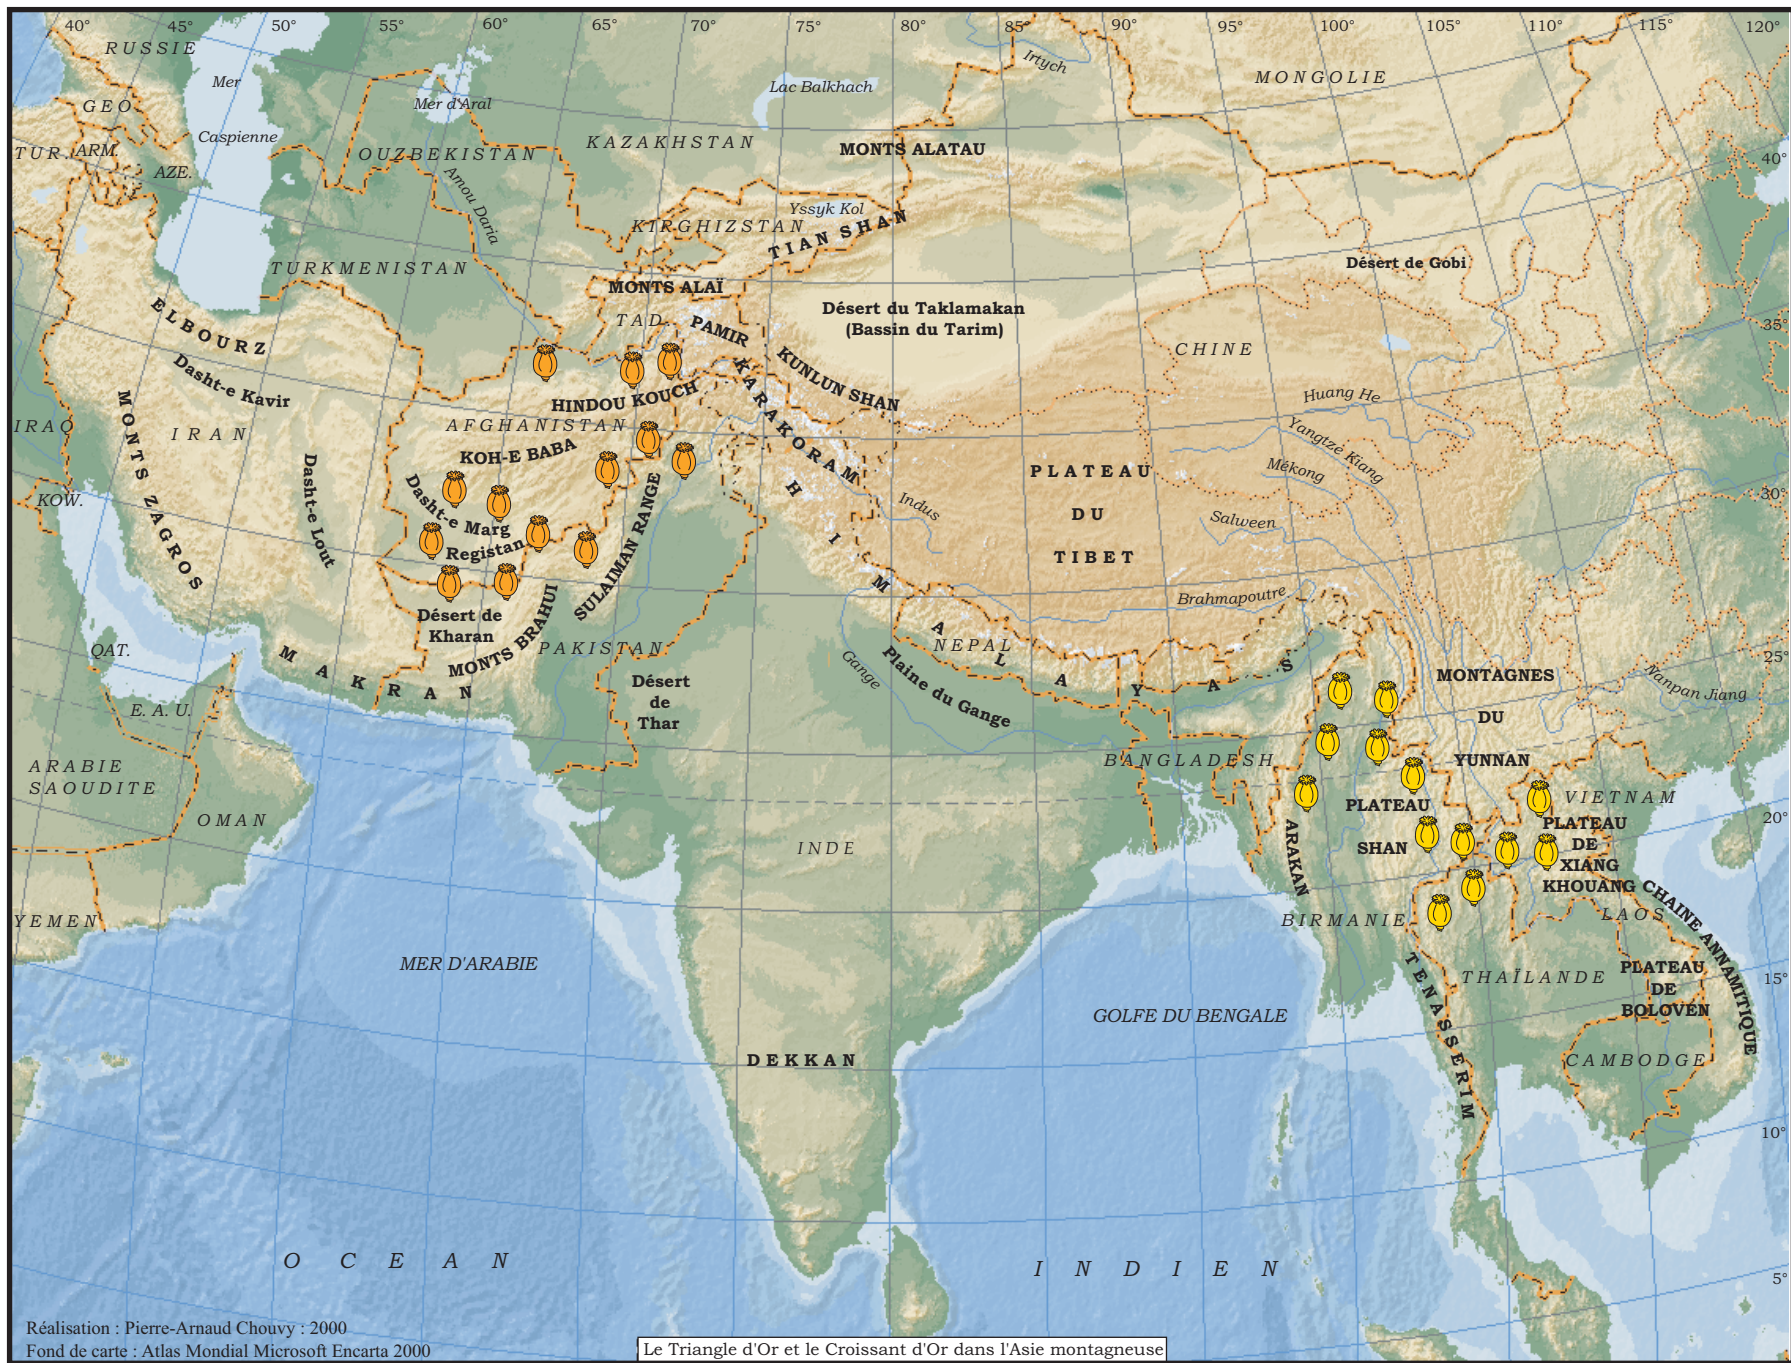 40° 45° 50° 55° 60° 65° 70° 75° 80° 85° 90° 95° 100° 105° 110° 115° 120°
RUSSIE
Mer
Caspienne
GEO.
TUR.
ARM.
AZE.
Mer d'Aral
OUZBEKISTAN
Amou Daria
KAZAKHSTAN
Lac Balkhach
MONTS ALATAU
Irtych
MONGOLIE
40°
Yssyk Kol
KIRGHIZSTAN
TIAN SHAN
TURKMENISTAN
MONTS ALAÏ
Désert de Gobi
TAD.
PAMIR
Désert du Taklamakan
(Bassin du Tarim)
35°
ELBOURZ
Dasht-e Kavir
KUNLUN SHAN
CHINE
KARAKORAM
HINDOU KOUCH
Huang He
IRAQ
IRAN
MONTS ZAGROS
AFGHANISTAN
KOH-E BABA
Yangtze Kiang
PLATEAU
DU
TIBET
Mékong
Salween
Indus
30°
KOW.
Dasht-e Lout
Dasht-e Marg
Registan
SULAIMAN RANGE
HIMALAYAS
Brahmapoutre
Désert de
Kharan
MONTS BRAHUI
PAKISTAN
NEPAL
QAT.
MAKRAN
Gange
Plaine du Gange
25°
MONTAGNES
DU
YUNNAN
Nanpan Jiang
E. A. U.
Désert
de
Thar
BANGLADESH
ARABIE
SAOUDITE
OMAN
VIETNAM
20°
PLATEAU
SHAN
PLATEAU
DE
XIANG
KHOUANG
INDE
ARAKAN
CHAINE ANNAMITIQUE
YEMEN
BIRMANIE
LAOS
MER D'ARABIE
TENASSERIM
THAÏLANDE
PLATEAU
DE
BOLOVEN
15°
GOLFE DU BENGALE
DEKKAN
CAMBODGE
10°
OCEAN INDIEN
5°
Réalisation : Pierre-Arnaud Chouvy : 2000
Fond de carte : Atlas Mondial Microsoft Encarta 2000
Le Triangle d'Or et le Croissant d'Or dans l'Asie montagneuse